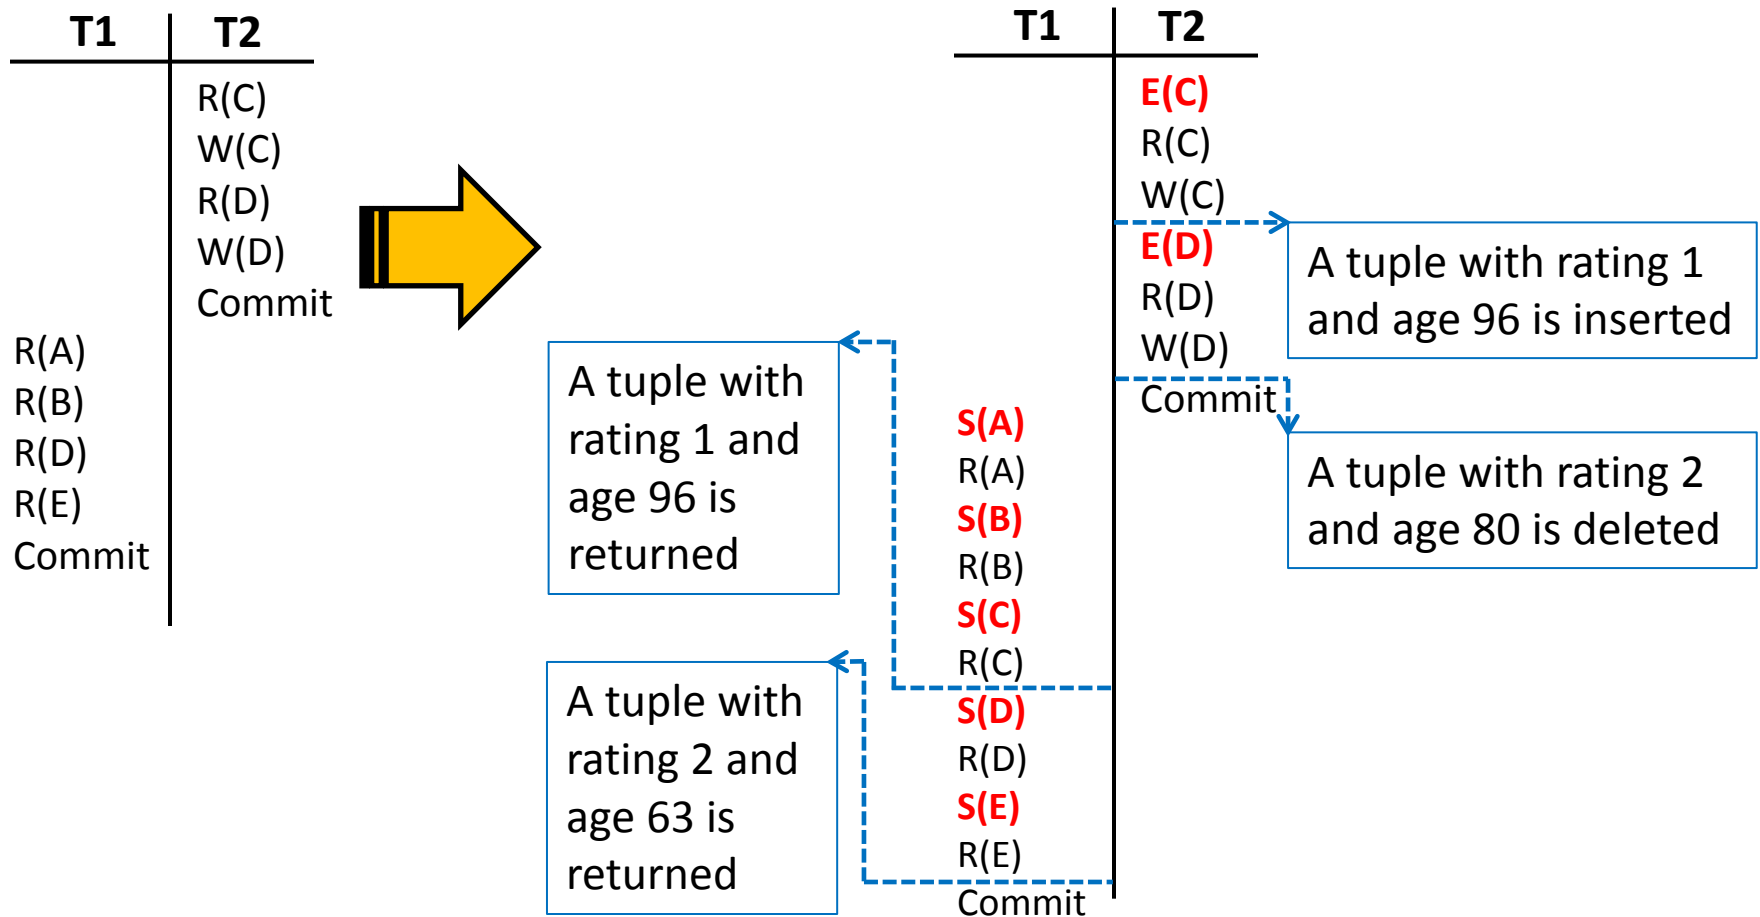 T1 T2
R(C)
W(C)
R(D)
W(D)
Commit
R(A)
R(B)
R(D)
R(E)
Commit
T1 T2
E(C)
R(C)
W(C)
E(D)
R(D)
W(D)
Commit
A tuple with rating 1
and age 96 is inserted
A tuple with rating 2
and age 80 is deleted
S(A)
R(A)
S(B)
R(B)
S(C)
R(C)
S(D)
R(D)
S(E)
R(E)
Commit
A tuple with
rating 1 and
age 96 is
returned
A tuple with
rating 2 and
age 63 is
returned